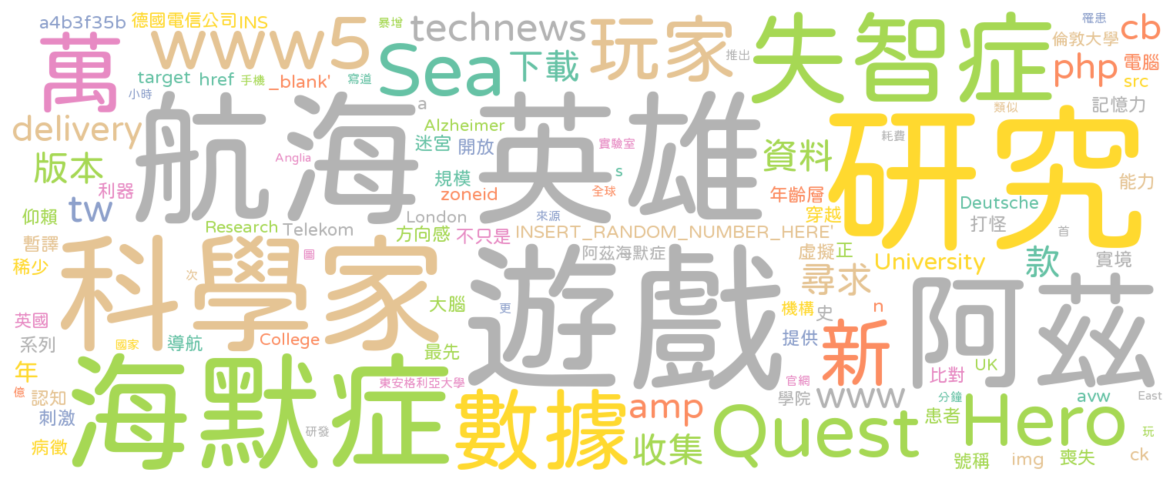 a4b3f35b 德國電信公司 INS 暴增 technews 推出 罹患 cb
萬 www5 Sea 下載 玩家 失智症 倫敦大學 電腦
target href 手機 _blank' 寫道 php src
小時 a 類似 記憶力
delivery 航海 英雄 Alzheimer 實驗室 研究
迷宮 開放 耗費
版本 利器 Anglia 規模 s 資料 能力
tw zoneid 全球 年齡層 Deutsche
仰賴 Research Telekom London 來源 穿越 打怪 首
方向感 不只是 INSERT_RANDOM_NUMBER_HERE'
暫譯 科學家 圖 遊戲 阿茲海默症 虛擬 正 款 實境
稀少 次 大腦 尋求 University 阿茲
英國 更 機構 史 n
系列 國家 導航 College 最先 提供 新 UK
年 海默症 東安格利亞大學 官網 比對
億 認知 數據 amp 學院 www 分鐘 avw East
刺激 研發 收集 Quest 患者 Hero 玩
病徵 號稱 img 喪失 ck